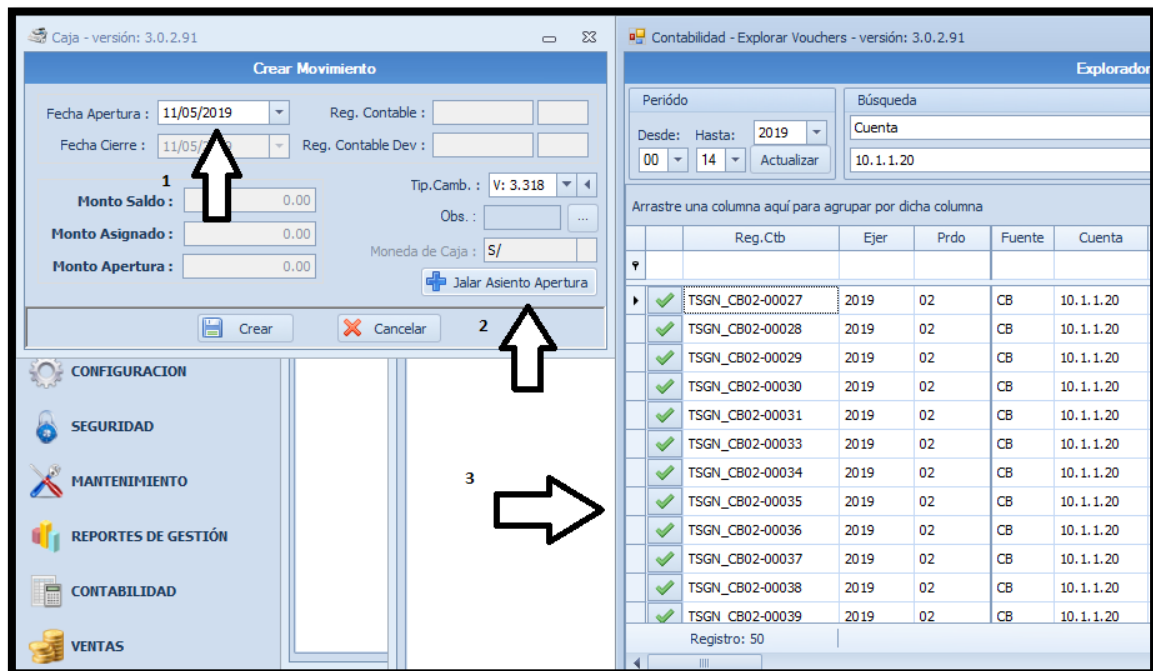 Caja - versión: 3.0.2.91
Crear Movimiento
Fecha Apertura : 11/05/2019
Reg. Contable :
Fecha Cierre :
Reg. Contable Dev :
1
Tip.Camb. : V: 3.318
Monto Saldo : 0.00
Obs. : ...
Monto Asignado : 0.00
Moneda de Caja : S/
Monto Apertura : 0.00
Jalar Asiento Apertura
Crear
Cancelar
2
CONFIGURACION
SEGURIDAD
MANTENIMIENTO
3
REPORTES DE GESTIÓN
CONTABILIDAD
VENTAS
Contabilidad - Explorar Vouchers - versión: 3.0.2.91
Explorador
Periódo
Búsqueda
Desde: Hasta: 2019
Cuenta
00 14 Actualizar
10.1.1.20
Arrastre una columna aquí para agrupar por dicha columna
Reg.Ctb Ejer Prdo Fuente Cuenta
TSGN_CB02-00027 2019 02 CB 10.1.1.20
TSGN_CB02-00028 2019 02 CB 10.1.1.20
TSGN_CB02-00029 2019 02 CB 10.1.1.20
TSGN_CB02-00030 2019 02 CB 10.1.1.20
TSGN_CB02-00031 2019 02 CB 10.1.1.20
TSGN_CB02-00033 2019 02 CB 10.1.1.20
TSGN_CB02-00034 2019 02 CB 10.1.1.20
TSGN_CB02-00035 2019 02 CB 10.1.1.20
TSGN_CB02-00036 2019 02 CB 10.1.1.20
TSGN_CB02-00037 2019 02 CB 10.1.1.20
TSGN_CB02-00038 2019 02 CB 10.1.1.20
TSGN_CB02-00039 2019 02 CB 10.1.1.20
Registro: 50